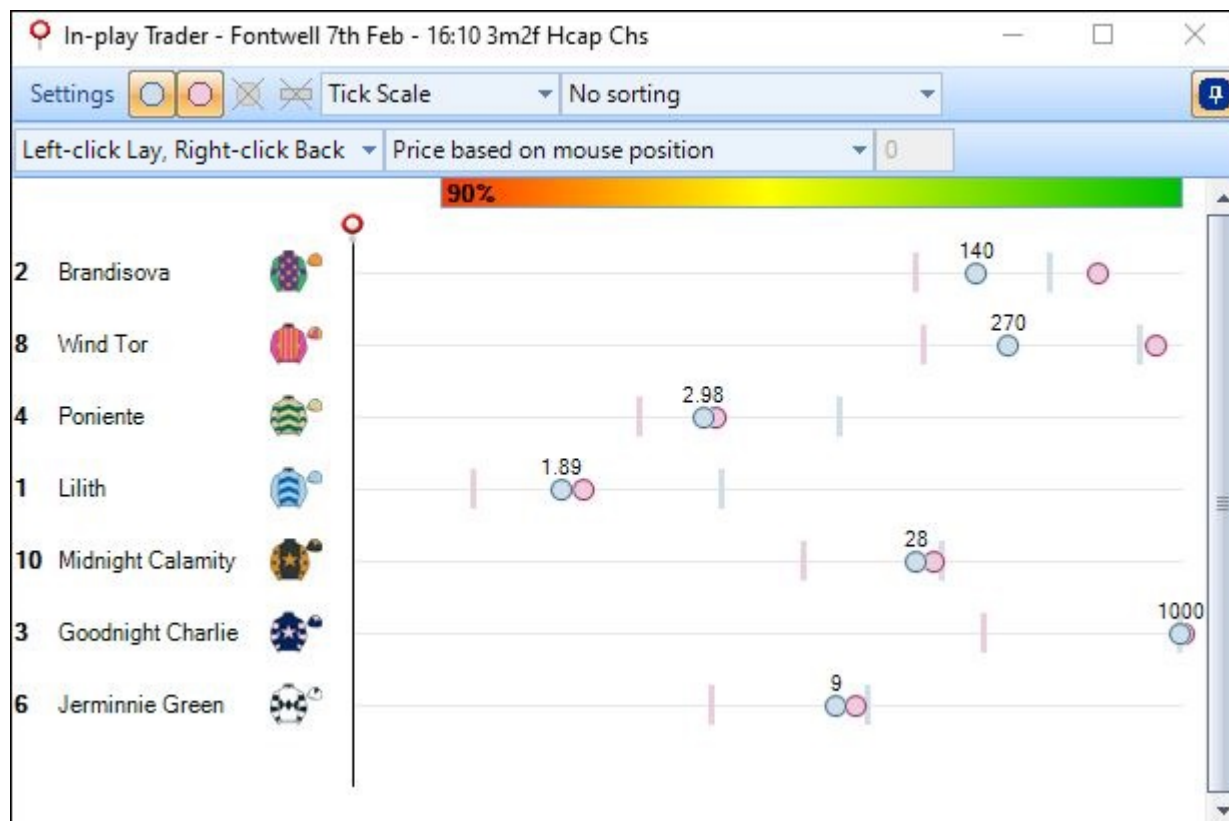 In-play Trader - Fontwell 7th Feb - 16:10 3m2f Hcap Chs
Settings Tick Scale No sorting
Left-click Lay, Right-click Back Price based on mouse position 0
90%
2 Brandisova 140
8 Wind Tor 270
4 Poniente 2.98
1 Lilith 1.89
10 Midnight Calamity 28
3 Goodnight Charlie 1000
6 Jerminnie Green 9